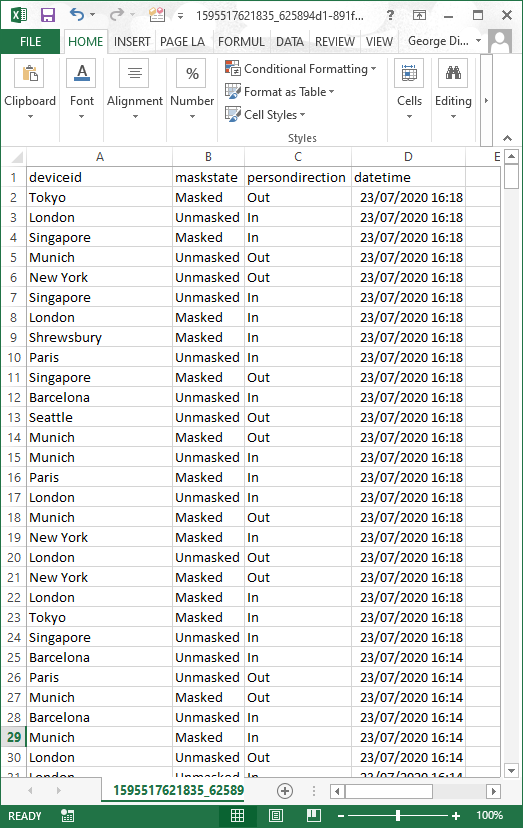 1595517621835_625894d1-891f... ?
FILE HOME INSERT PAGE LA FORMUL DATA REVIEW VIEW George Di...
Conditional Formatting
Format as Table
Cell Styles
Clipboard Font Alignment Number Cells Editing
%
Styles
A B C D E
1 deviceid maskstate persondirection datetime
2 Tokyo Masked Out 23/07/2020 16:18
3 London Unmasked In 23/07/2020 16:18
4 Singapore Masked In 23/07/2020 16:18
5 Munich Unmasked Out 23/07/2020 16:18
6 New York Unmasked Out 23/07/2020 16:18
7 Singapore Unmasked In 23/07/2020 16:18
8 London Masked In 23/07/2020 16:18
9 Shrewsbury Masked In 23/07/2020 16:18
10 Paris Unmasked In 23/07/2020 16:18
11 Singapore Masked Out 23/07/2020 16:18
12 Barcelona Unmasked In 23/07/2020 16:18
13 Seattle Unmasked Out 23/07/2020 16:18
14 Munich Masked Out 23/07/2020 16:18
15 Munich Unmasked In 23/07/2020 16:18
16 Paris Masked In 23/07/2020 16:18
17 London Unmasked In 23/07/2020 16:18
18 Munich Masked Out 23/07/2020 16:18
19 New York Masked In 23/07/2020 16:18
20 London Unmasked Out 23/07/2020 16:18
21 New York Masked Out 23/07/2020 16:18
22 London Masked In 23/07/2020 16:18
23 Tokyo Masked In 23/07/2020 16:18
24 Singapore Unmasked In 23/07/2020 16:18
25 Barcelona Unmasked In 23/07/2020 16:14
26 Paris Unmasked Out 23/07/2020 16:14
27 Munich Masked Out 23/07/2020 16:14
28 Barcelona Unmasked In 23/07/2020 16:14
29 Munich Masked In 23/07/2020 16:14
30 London Unmasked Out 23/07/2020 16:14
31 London Unmasked In 23/07/2020 16:14
1595517621835_62589
READY 100%